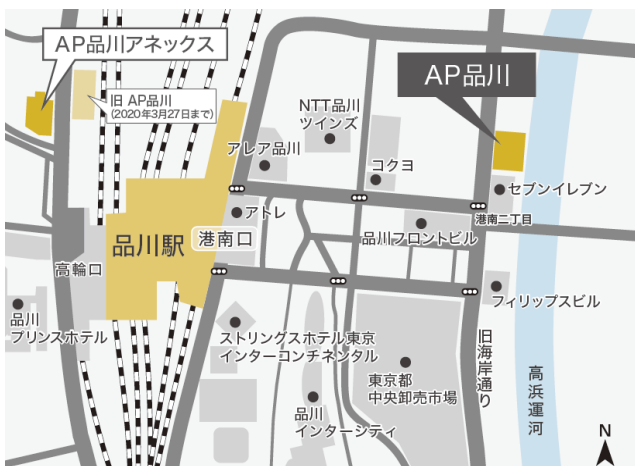 AP品川アネックス
旧 AP品川
(2020年3月27日まで)
NTT品川
ツインズ
AP品川
アレア品川
コクヨ
セブンイレブン
アトレ
港南二丁目
品川駅
港南口
品川フロントビル
高輪口
フィリップスビル
品川
プリンスホテル
ストリングスホテル東京
インターコンチネンタル
東京都
中央卸売市場
旧海岸通り
高浜運河
品川
インターシティ
N